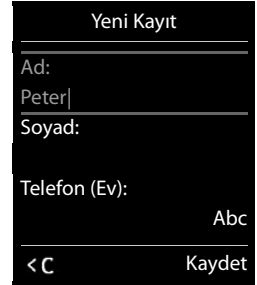 Yeni Kayıt
Ad:
Peter
Soyad:
Telefon (Ev):
Abc
<C Kaydet